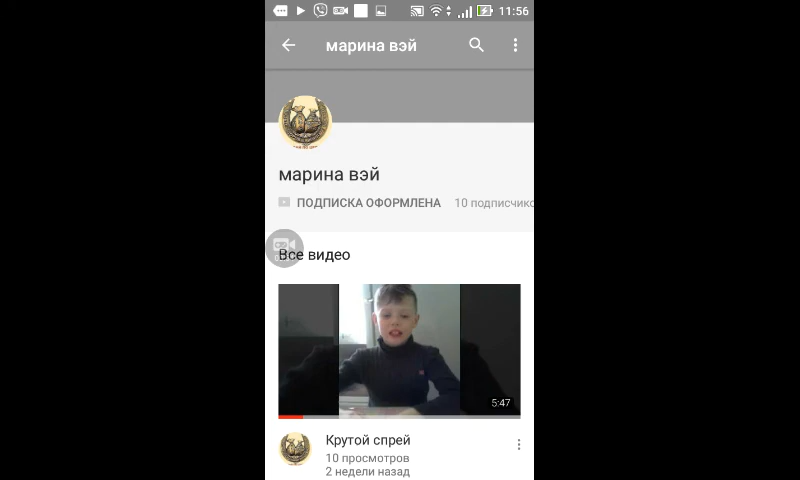 11:56
марина вэй
марина вэй
ПОДПИСКА ОФОРМЛЕНА 10 подписчико
Все видео
5:47
Крутой спрей
10 просмотров
2 недели назад